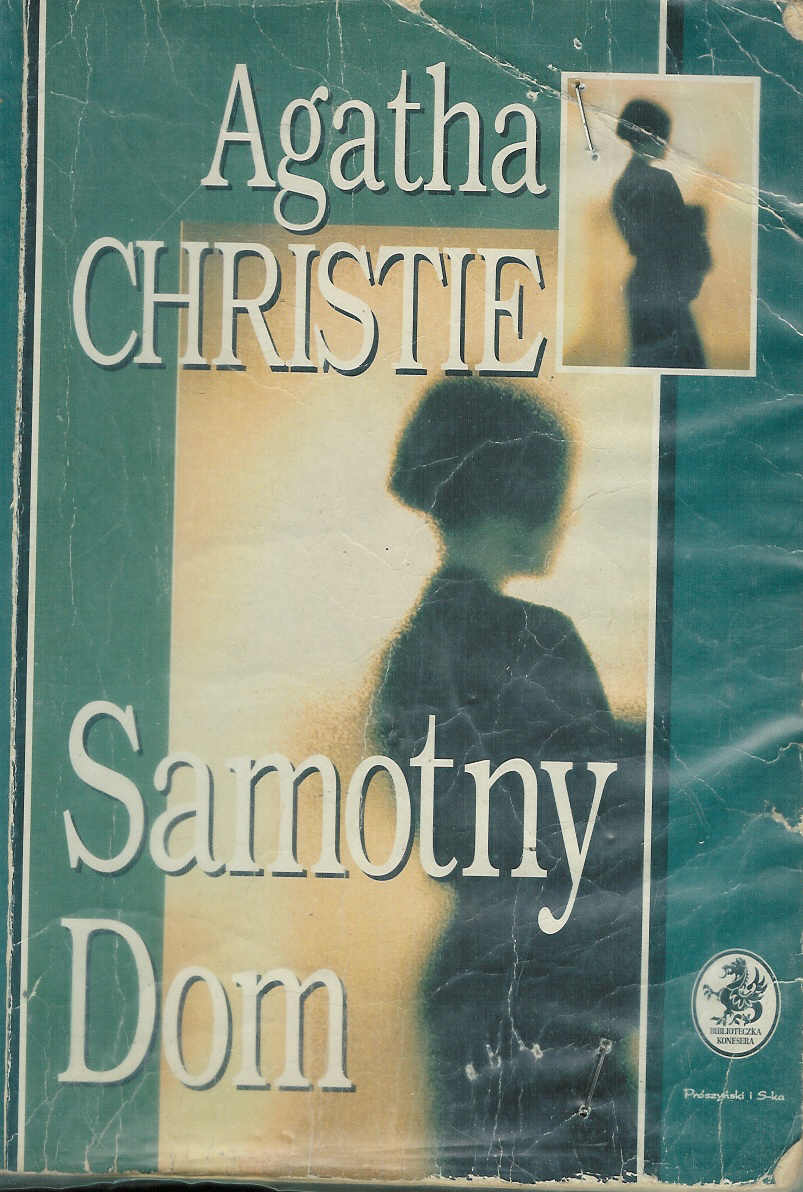 Agatha
CHRISTIE
Samotny
Dom
BIBLIOTECZKA
KONESERA
Prószyński i S-ka